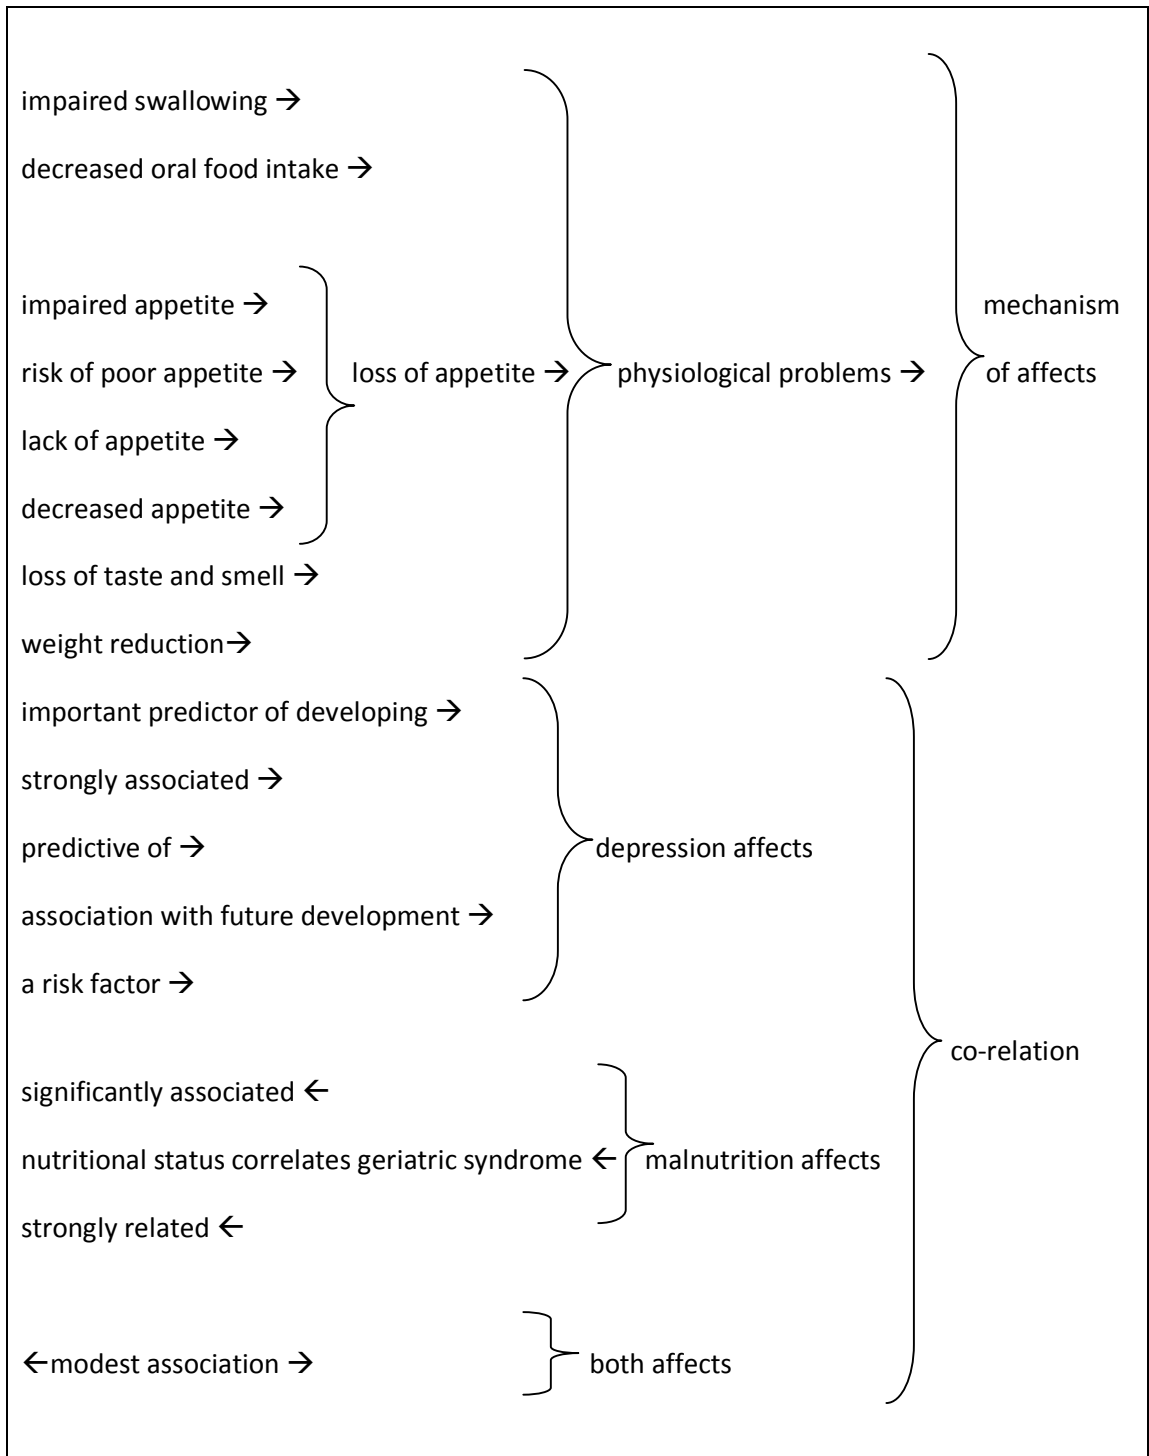 impaired swallowing →
decreased oral food intake →
impaired appetite →
mechanism
risk of poor appetite → loss of appetite → physiological problems → of affects
lack of appetite →
decreased appetite →
loss of taste and smell →
weight reduction→
important predictor of developing →
strongly associated →
predictive of → depression affects
association with future development →
a risk factor →
co-relation
significantly associated ←
nutritional status correlates geriatric syndrome ← malnutrition affects
strongly related ←
←modest association → both affects